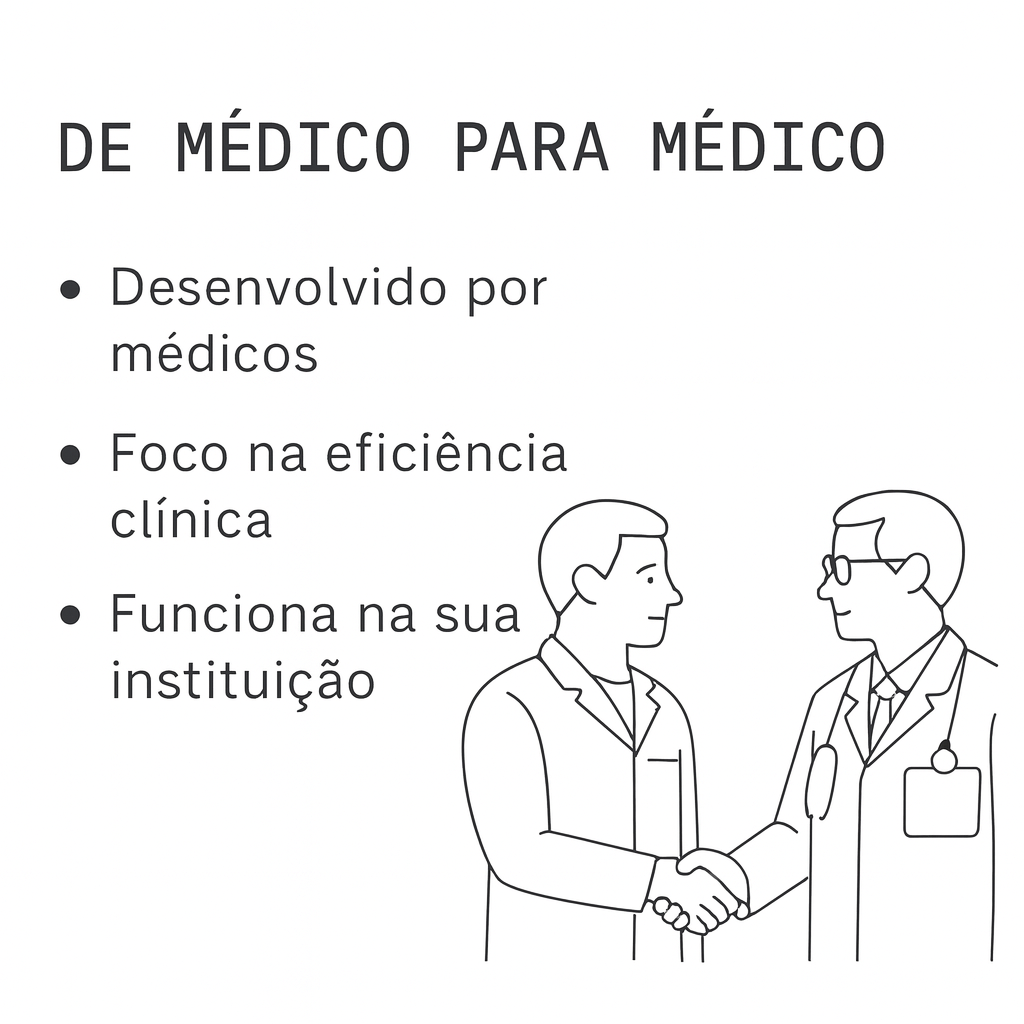 DE MÉDICO PARA MÉDICO
• Desenvolvido por
médicos
• Foco na eficiência
clínica
• Funciona na sua
instituição